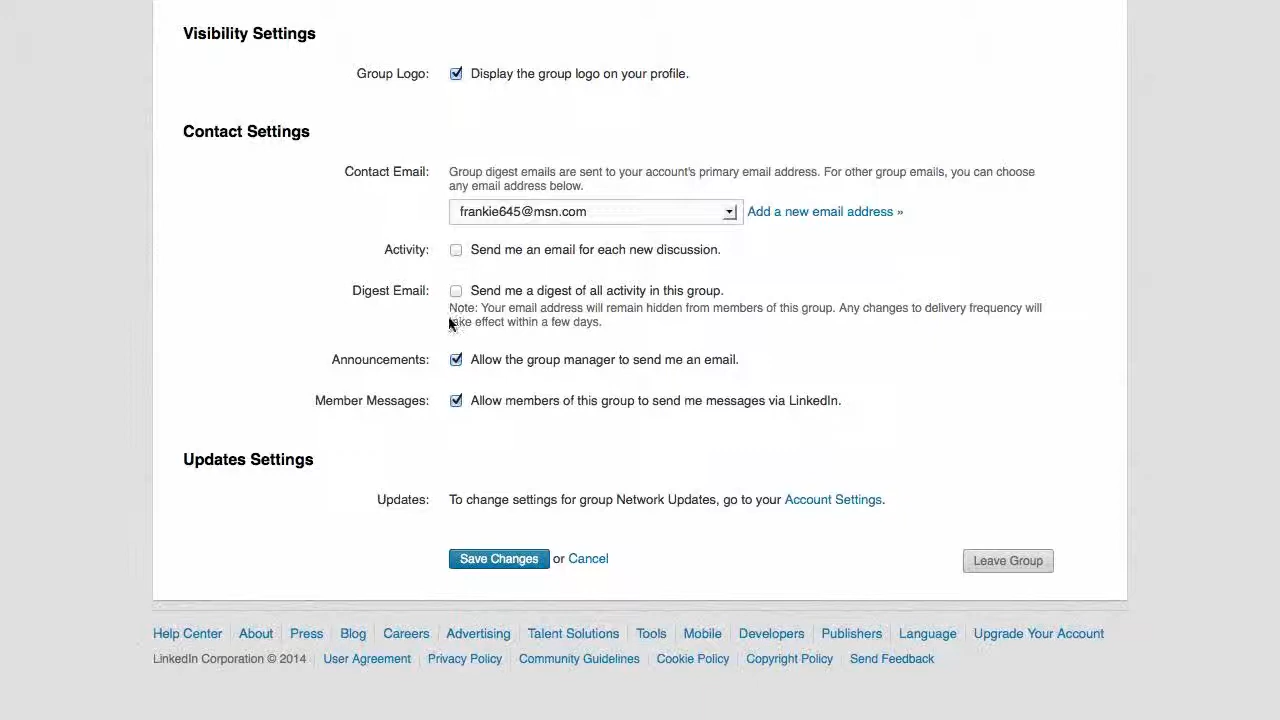 Visibility Settings
Group Logo: Display the group logo on your profile.
Contact Settings
Contact Email: Group digest emails are sent to your account's primary email address. For other group emails, you can choose
any email address below.
frankie645@msn.com Add a new email address »
Activity: Send me an email for each new discussion.
Digest Email: Send me a digest of all activity in this group.
Note: Your email address will remain hidden from members of this group. Any changes to delivery frequency will
take effect within a few days.
Announcements: Allow the group manager to send me an email.
Member Messages: Allow members of this group to send me messages via LinkedIn.
Updates Settings
Updates: To change settings for group Network Updates, go to your Account Settings.
Save Changes or Cancel Leave Group
Help Center About Press Blog Careers Advertising Talent Solutions Tools Mobile Developers Publishers Language Upgrade Your Account
LinkedIn Corporation © 2014 User Agreement Privacy Policy Community Guidelines Cookie Policy Copyright Policy Send Feedback